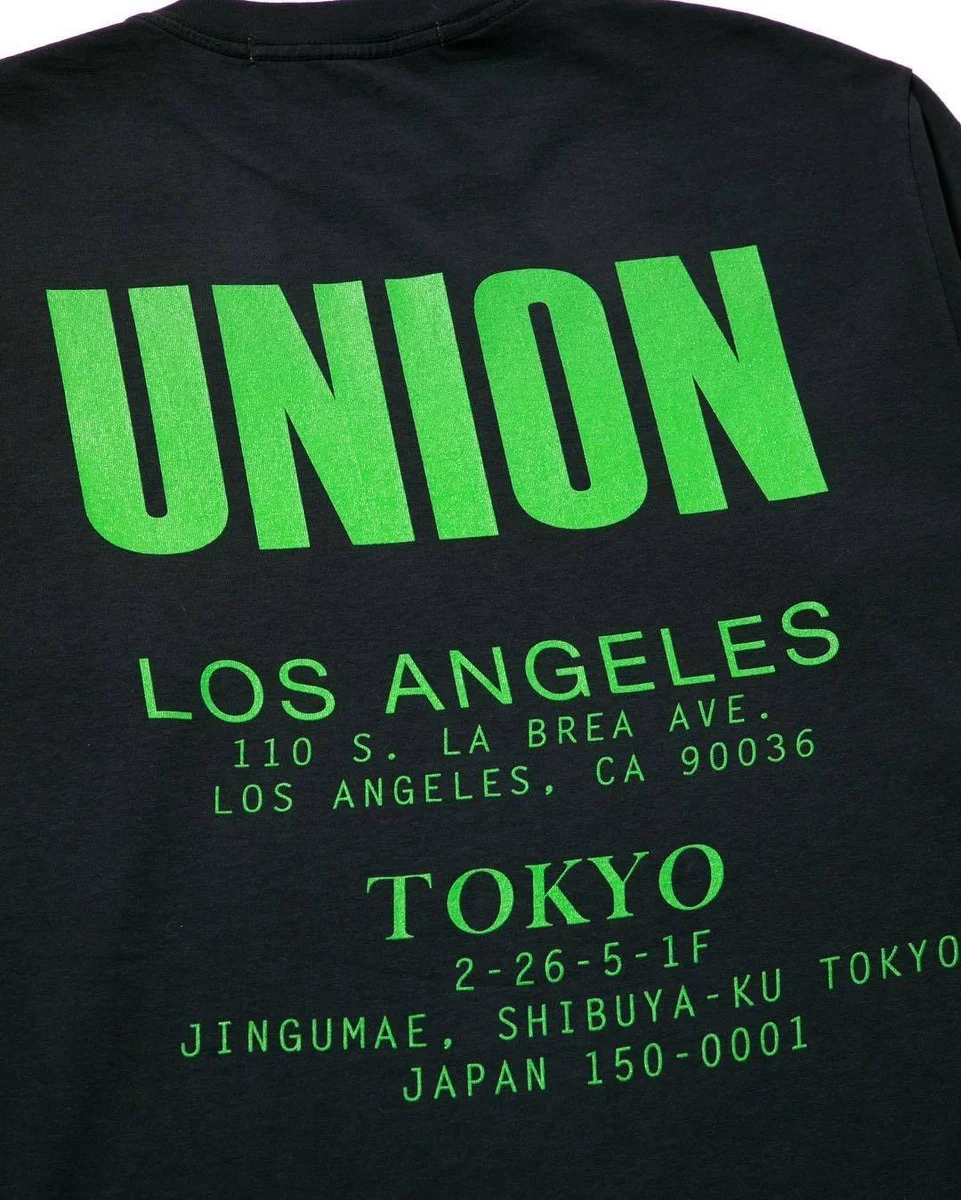 UNION
LOS ANGELES
110 S. LA BREA AVE.
LOS ANGELES, CA 90036
TOKYO
2-26-5-1F
JINGUMAE, SHIBUYA-KU TOKYO
JAPAN 150-0001